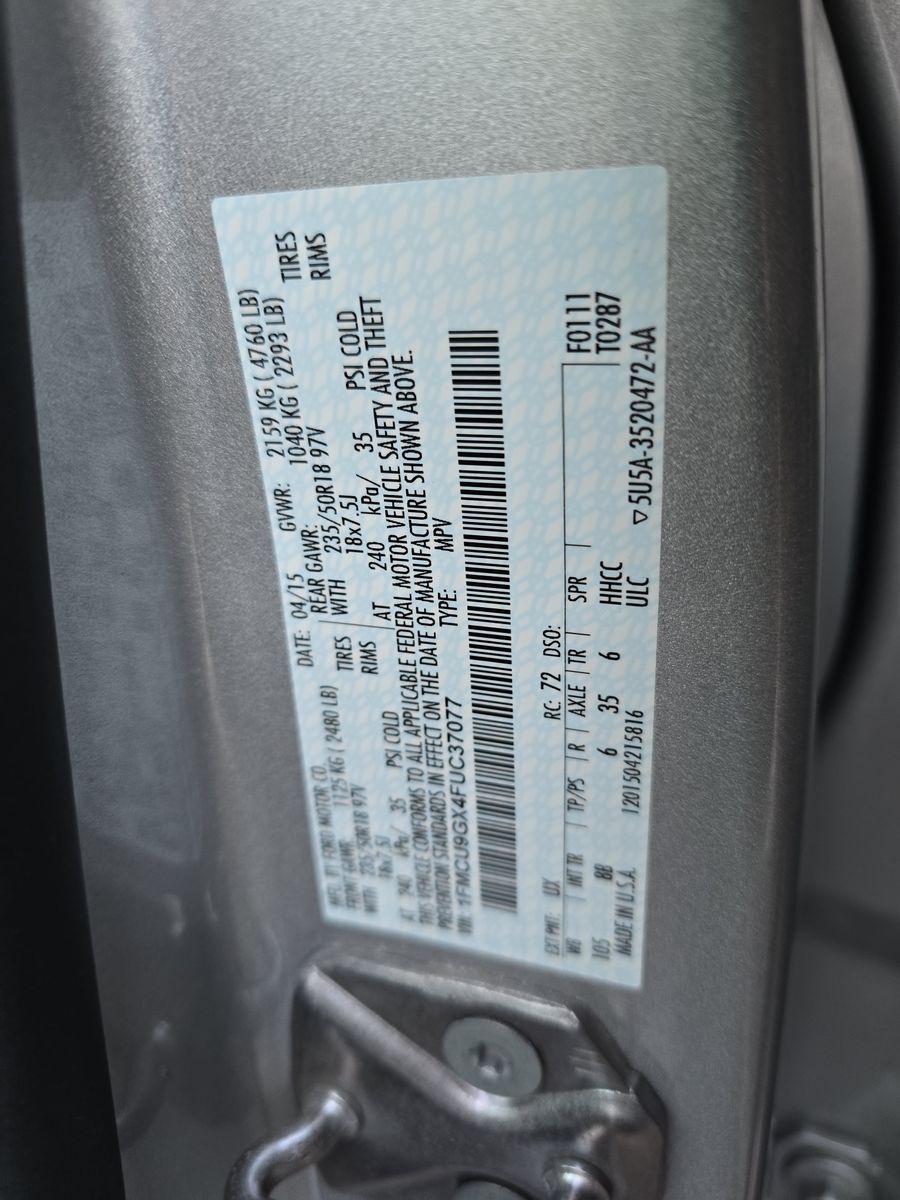 MFD. BY FORD MOTOR CO. DATE: 04/15 GVWR: 2159 KG ( 4760 LB)
FRONT GAWR: 1125 KG ( 2480 LB) REAR GAWR: 1040 KG ( 2293 LB)
WITH 235/50R18 97V TIRES WITH 235/50R18 97V TIRES
18x7.5J RIMS 18x7.5J RIMS
AT 240 kPa/ 35 PSI COLD AT 240 kPa/ 35 PSI COLD
THIS VEHICLE CONFORMS TO ALL APPLICABLE FEDERAL MOTOR VEHICLE SAFETY AND THEFT
PREVENTION STANDARDS IN EFFECT ON THE DATE OF MANUFACTURE SHOWN ABOVE.
VIN: 1FMCU9GX4FUC37077 TYPE: MPV
EXT PNT: UX RC: 72 DSO: F0111
WB INT TR TP/PS R AXLE TR SPR T0287
105 8B 6 35 6 HHCC
MADE IN U.S.A. 1201504215816 ULC ▽5U5A-3520472-AA